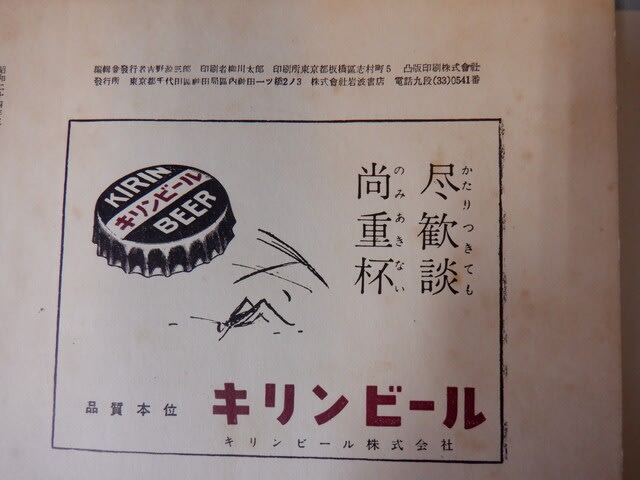 編輯兼發行者吉野源三郎 印刷者柳川太郎 印刷所東京都板橋區志村町5 凸版印刷株式會社
發行所 東京都千代田區神田局區內神田一ツ橋2ノ3 株式會社岩波書店 電話九段(33)0541番
尽歓談
かたりつきても
尚重杯
のみあきない
KIRIN
キリンビール
BEER
キリンビール
品質本位
キリンビール株式会社